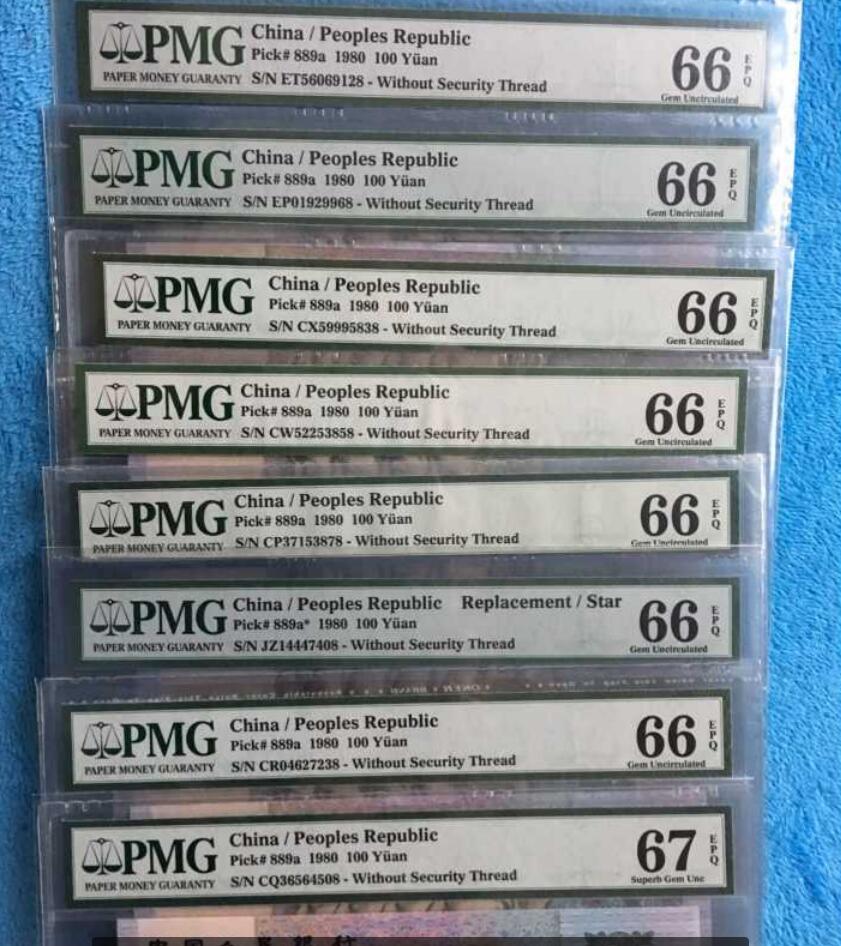 PMG China / Peoples Republic
Pick# 889a 1980 100 Yüan
PAPER MONEY GUARANTY S/N ET56069128 - Without Security Thread
66 EPQ
Gem Uncirculated
PMG China / Peoples Republic
Pick# 889a 1980 100 Yüan
PAPER MONEY GUARANTY S/N EP01929968 - Without Security Thread
66 EPQ
Gem Uncirculated
PMG China / Peoples Republic
Pick# 889a 1980 100 Yüan
PAPER MONEY GUARANTY S/N CX59995838 - Without Security Thread
66 EPQ
Gem Uncirculated
PMG China / Peoples Republic
Pick# 889a 1980 100 Yüan
PAPER MONEY GUARANTY S/N CW52253858 - Without Security Thread
66 EPQ
Gem Uncirculated
PMG China / Peoples Republic
Pick# 889a 1980 100 Yüan
PAPER MONEY GUARANTY S/N CP37153878 - Without Security Thread
66 EPQ
Gem Uncirculated
PMG China / Peoples Republic Replacement / Star
Pick# 889a* 1980 100 Yüan
PAPER MONEY GUARANTY S/N JZ14447408 - Without Security Thread
66 EPQ
Gem Uncirculated
PMG China / Peoples Republic
Pick# 889a 1980 100 Yüan
PAPER MONEY GUARANTY S/N CR04627238 - Without Security Thread
66 EPQ
Gem Uncirculated
PMG China / Peoples Republic
Pick# 889a 1980 100 Yüan
PAPER MONEY GUARANTY S/N CQ36564508 - Without Security Thread
67 EPQ
Superb Gem Unc